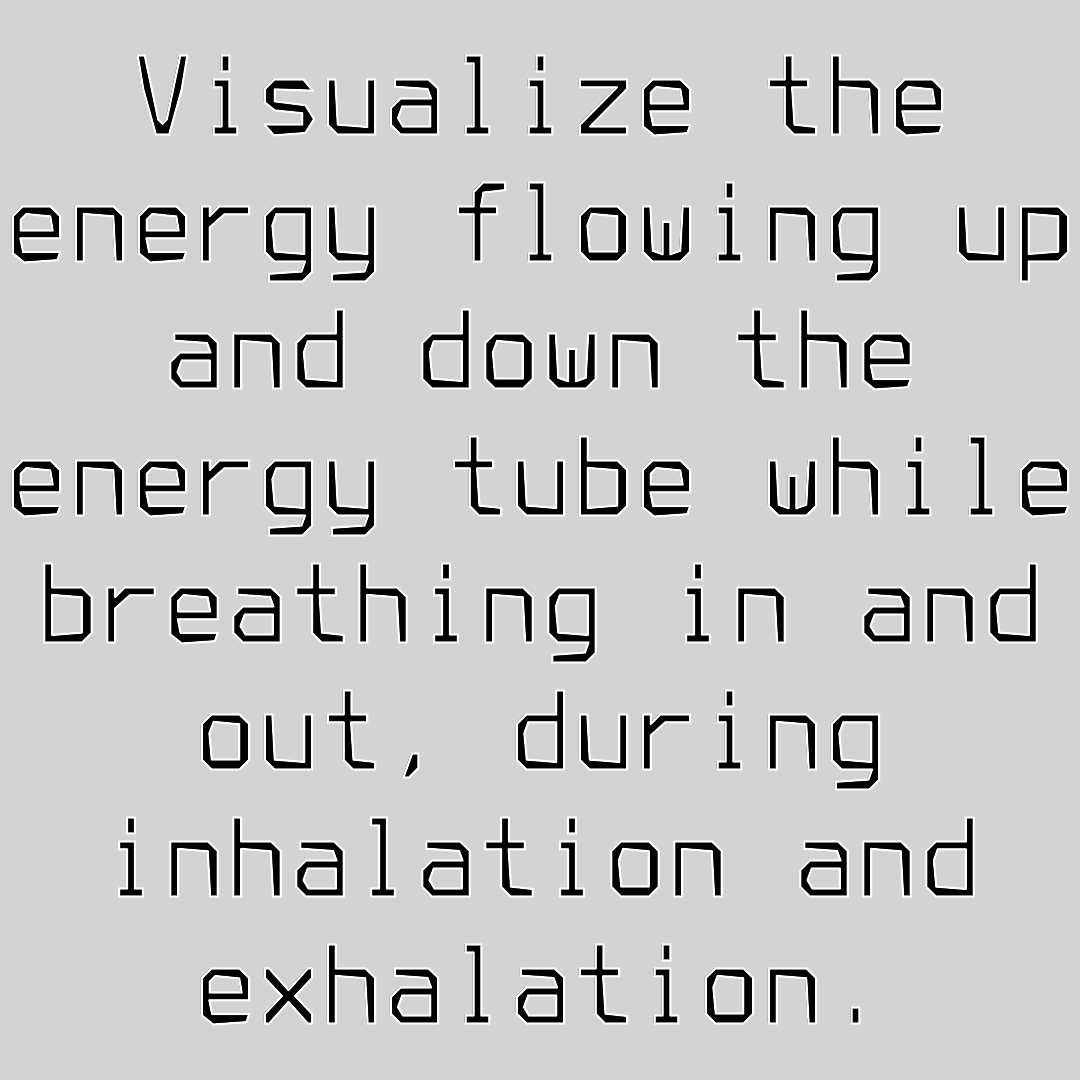 Visualize the
energy flowing up
and down the
energy tube while
breathing in and
out, during
inhalation and
exhalation.